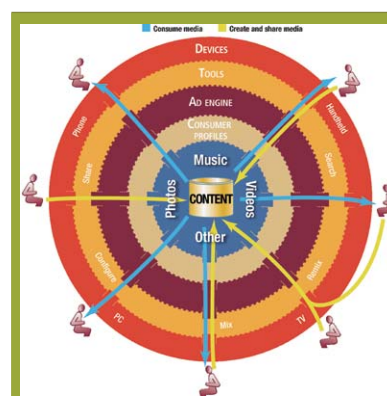 Consume media
Create and share media
DEVICES
TOOLS
AD ENGINE
CONSUMER
PROFILES
Music
Phone
Handheld
Share
Search
Photos
CONTENT
Videos
Other
Configure
Remix
PC
Mix
TV